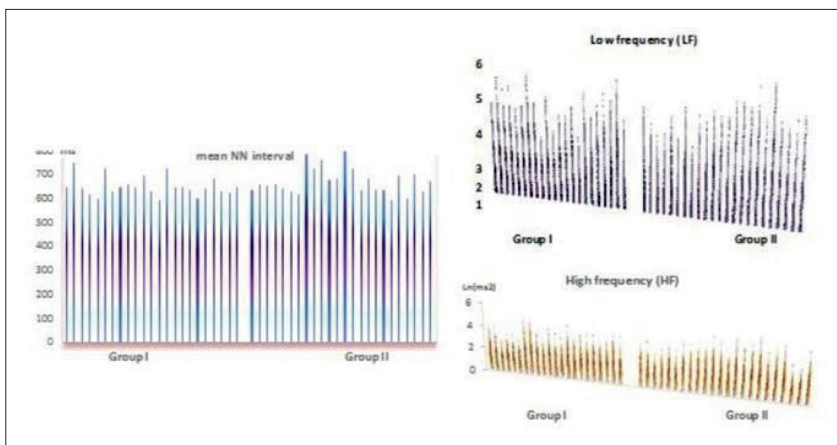 800 ms
mean NN interval
700
600
500
400
300
200
100
0
Group I
Group II
Low frequency (LF)
6
5
4
3
2
1
Group I
Group II
High frequency (HF)
Ln(ms2)
6
4
2
0
Group I
Group II